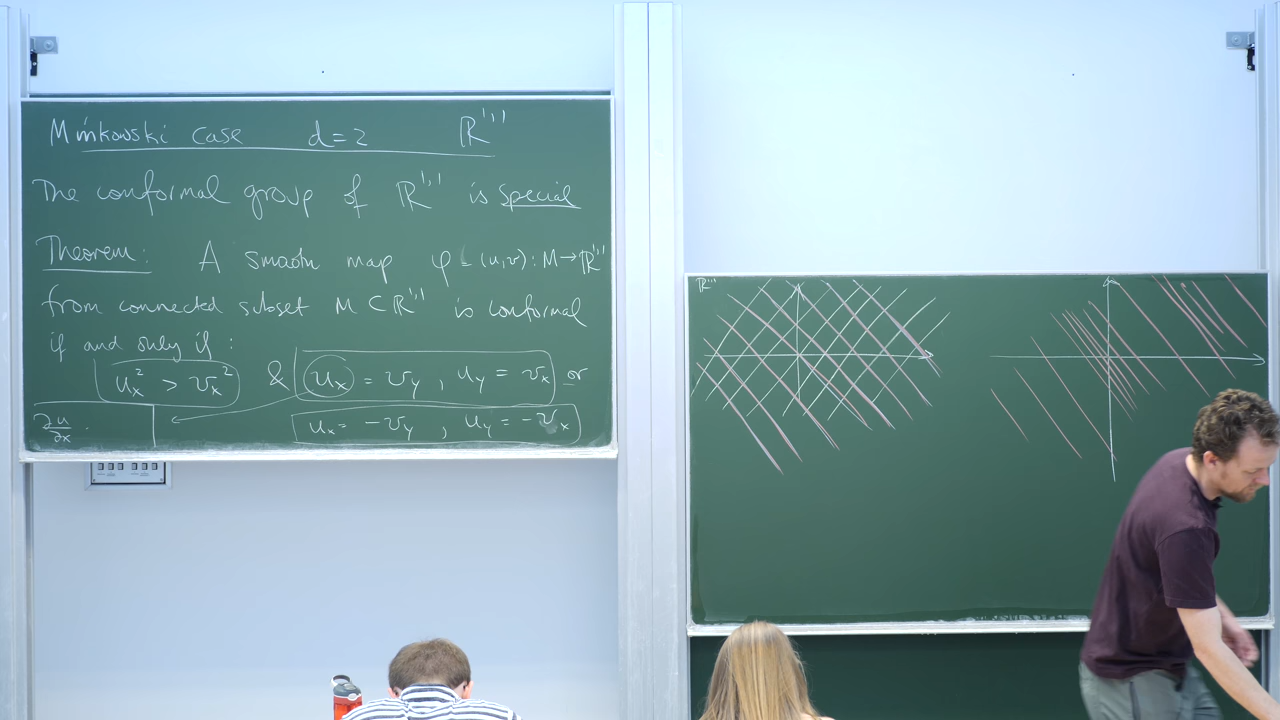 Minkowski Case d=2 ℝ^{1,1}
The conformal group of ℝ^{1,1} is special
Theorem: A smooth map φ=(u,v): M→ℝ^{1,1}
from connected subset M⊂ℝ^{1,1} is conformal
if and only if:
u_x² > v_x² & u_x = v_y , u_y = v_x or
∂u/∂x . u_x = -v_y , u_y = -v_x
ℝ^{1,1}